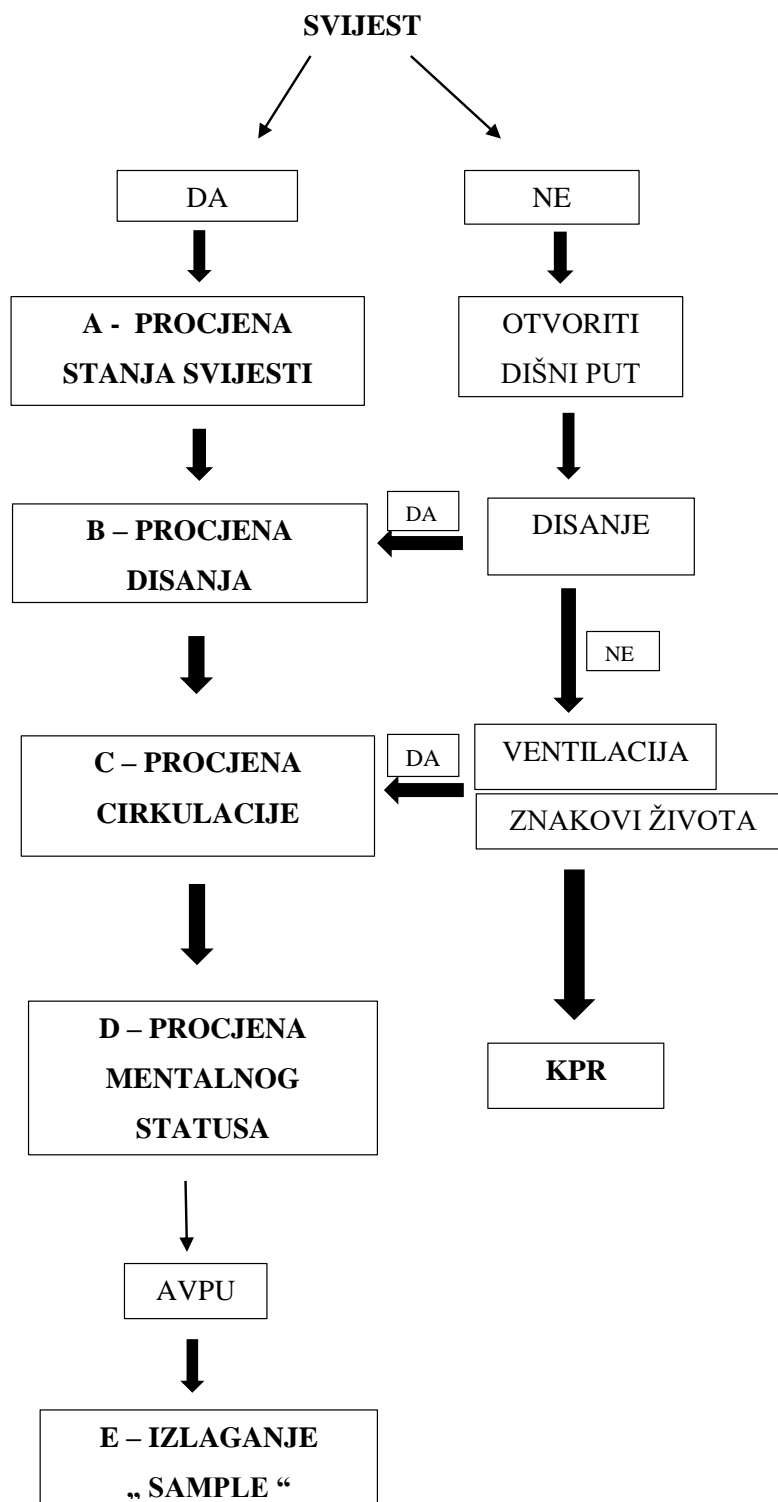 SVIJEST
DA
NE
A - PROCJENA
STANJA SVIJESTI
OTVORITI
DIŠNI PUT
B – PROCJENA
DISANJA
DA
DISANJE
NE
C – PROCJENA
CIRKULACIJE
DA
VENTILACIJA
ZNAKOVI ŽIVOTA
D – PROCJENA
MENTALNOG
STATUSA
KPR
AVPU
E – IZLAGANJE
„ SAMPLE “